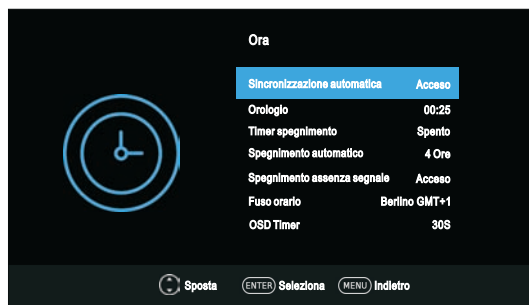 Ora
Sincronizzazione automatica Acceso
Orologio 00:25
Timer spegnimento Spento
Spegnimento automatico 4 Ore
Spegnimento assenza segnale Acceso
Fuso orario Berlino GMT+1
OSD Timer 30S
Sposta ENTER Seleziona MENU Indietro